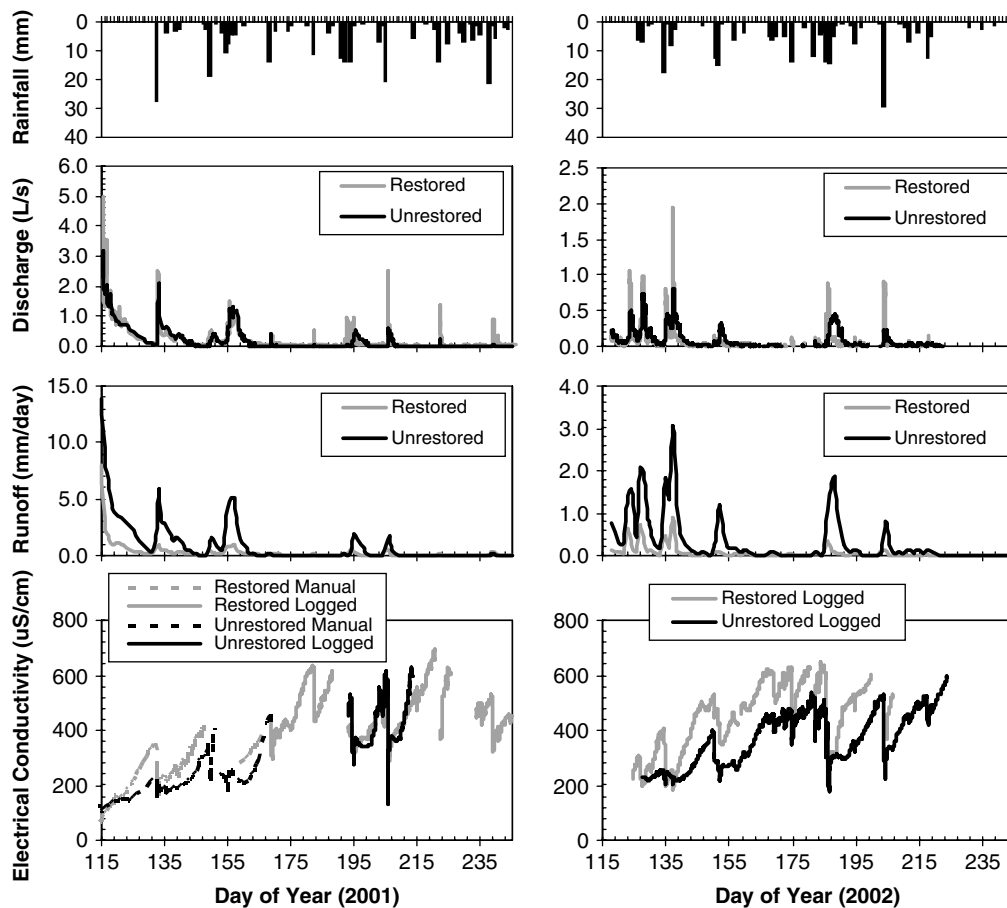 Rainfall (mm)
0
10
20
30
40
0
10
20
30
40
Discharge (L/s)
6.0
5.0
4.0
3.0
2.0
1.0
0.0
Restored
Unrestored
2.5
2.0
1.5
1.0
0.5
0.0
Restored
Unrestored
Runoff (mm/day)
15.0
10.0
5.0
0.0
Restored
Unrestored
4.0
3.0
2.0
1.0
0.0
Restored
Unrestored
Electrical Conductivity (uS/cm)
800
600
400
200
0
Restored Manual
Restored Logged
Unrestored Manual
Unrestored Logged
115 135 155 175 195 215 235
Day of Year (2001)
800
600
400
200
0
Restored Logged
Unrestored Logged
115 135 155 175 195 215 235
Day of Year (2002)